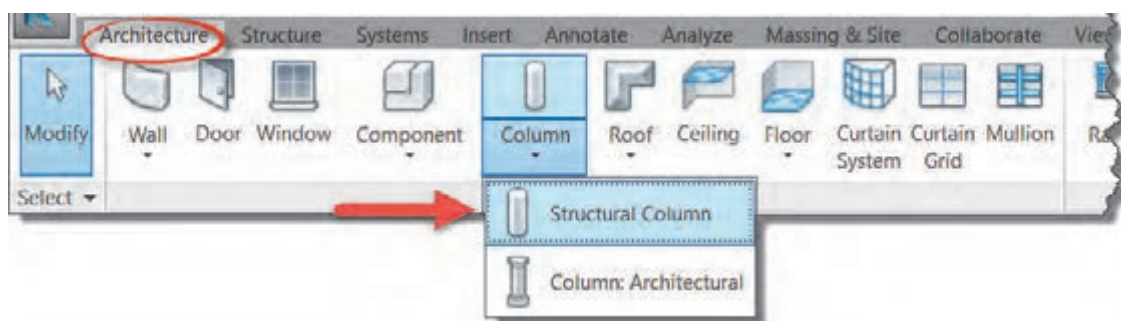 Architecture Structure Systems Insert Annotate Analyze Massing & Site Collaborate View
Modify Wall Door Window Component Column Roof Ceiling Floor Curtain System Curtain Grid Mullion
Select
Structural Column
Column: Architectural